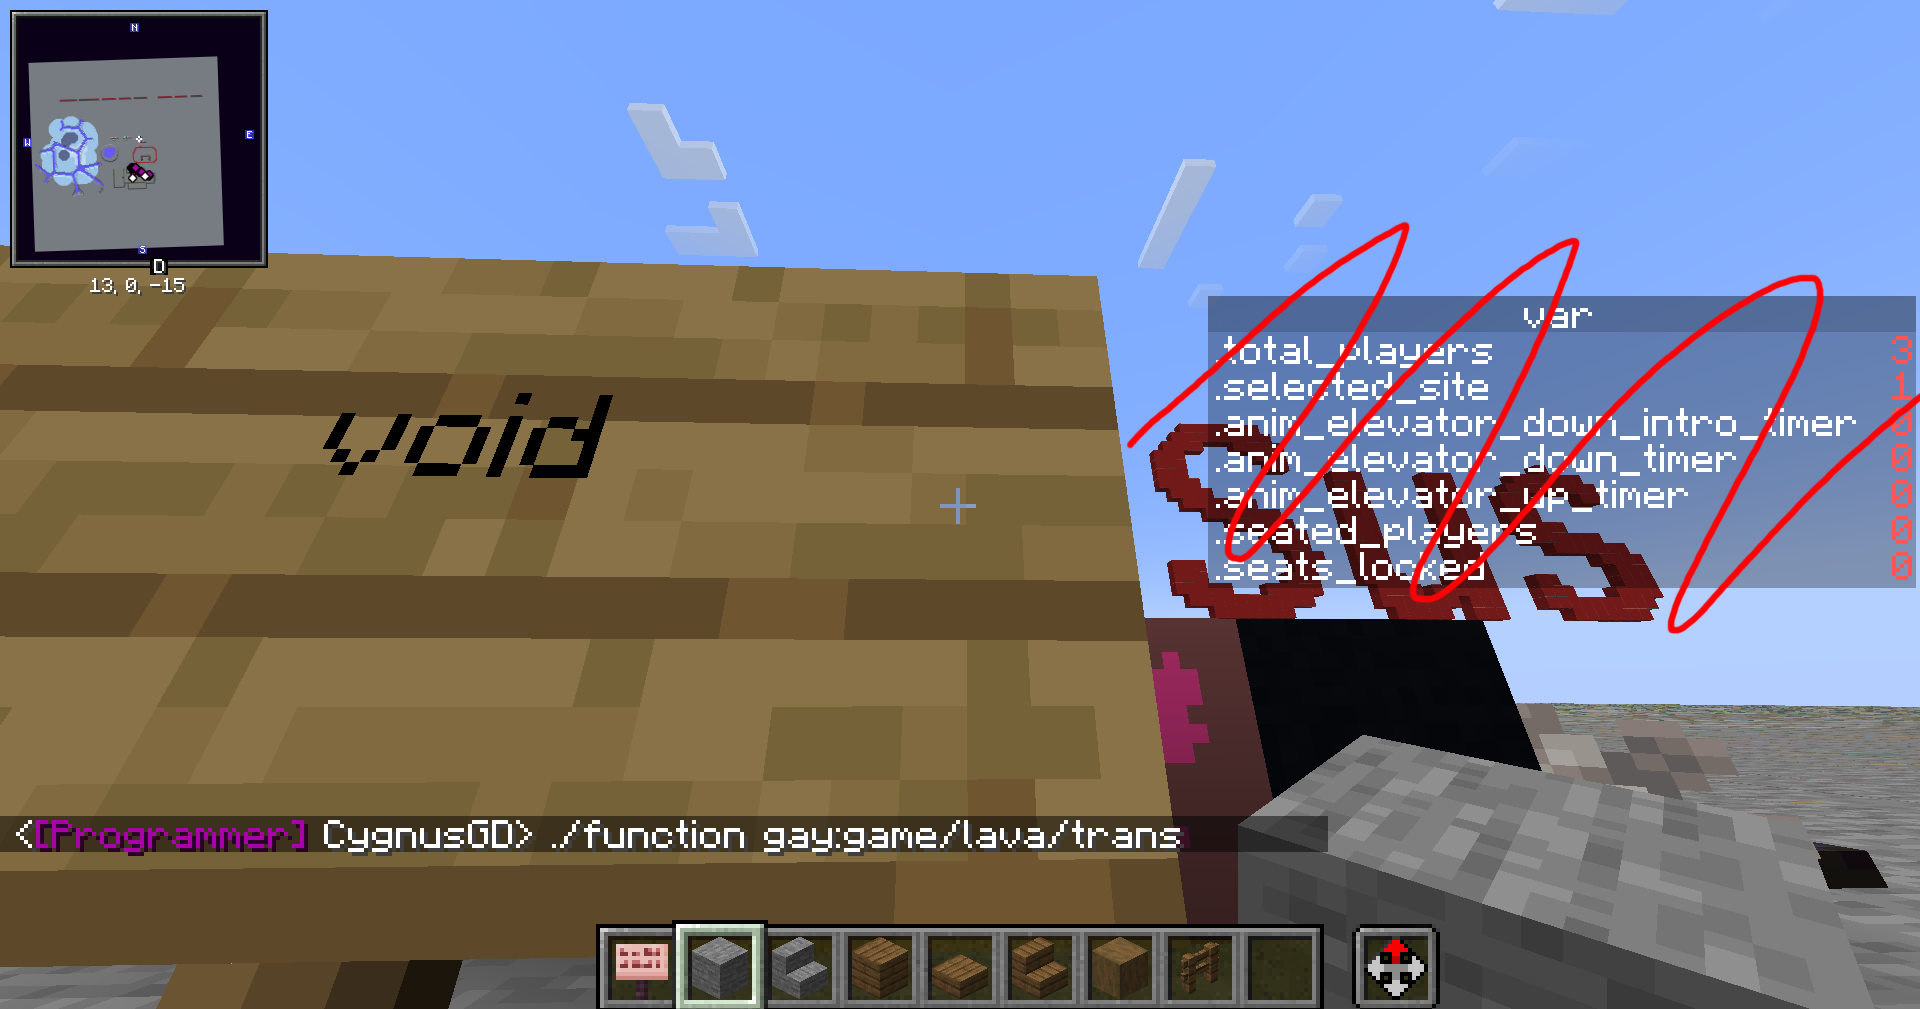 N
W
E
S
D
13, 0, -15
void
sus
var
.total_players 3
.selected_site 1
.anim_elevator_down_intro_timer 0
.anim_elevator_down_timer 0
.anim_elevator_up_timer 0
.seated_players 0
.seats_locked 0
<[Programmer] CygnusGD> ./function gay:game/lava/trans